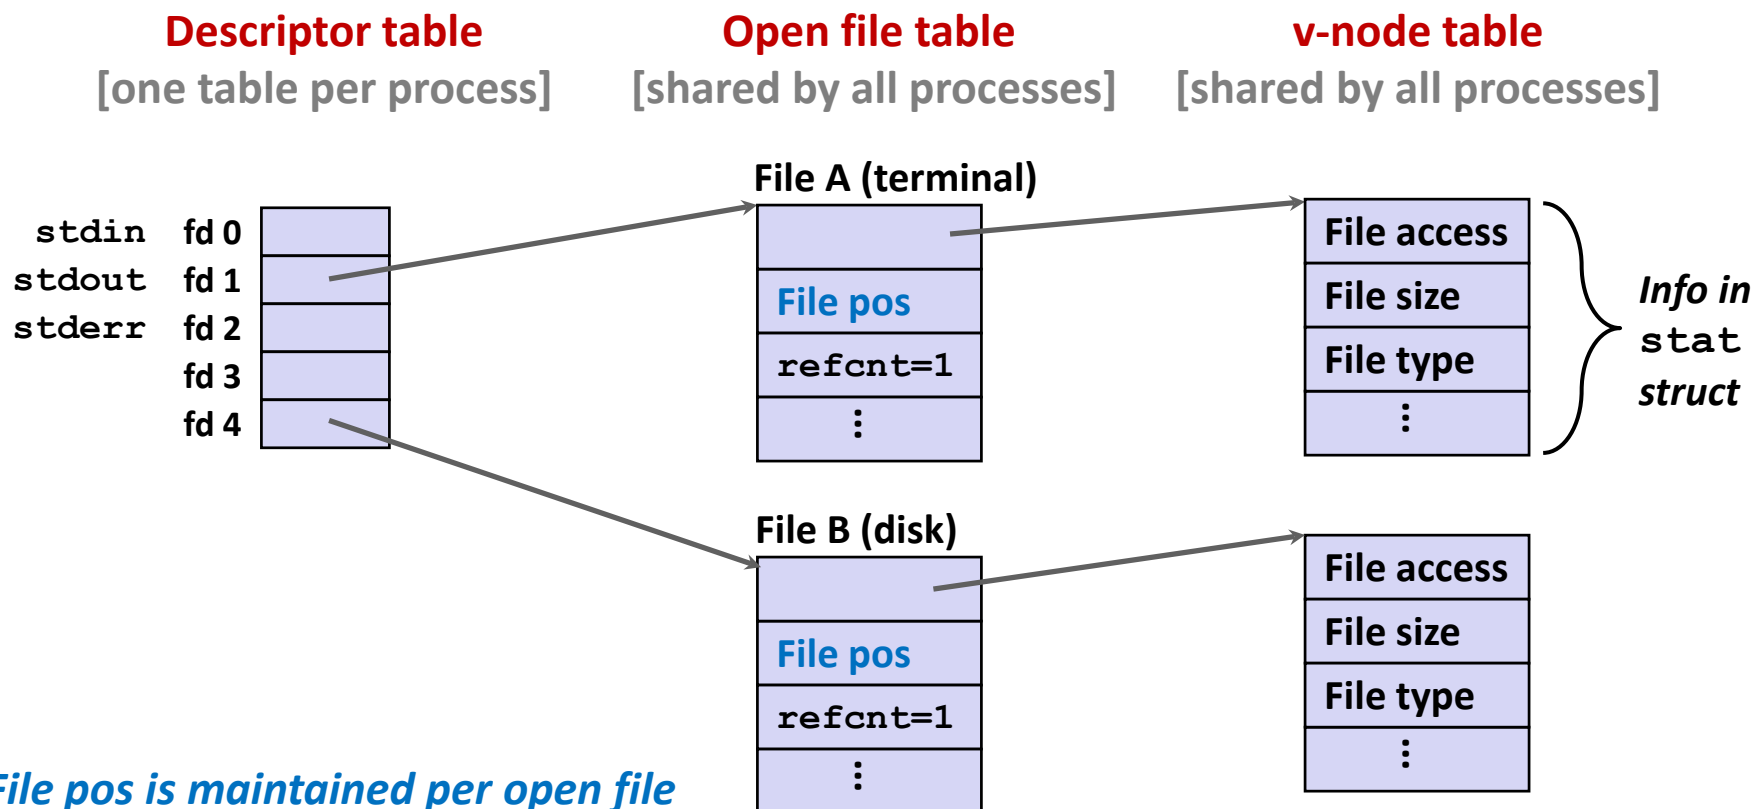 Descriptor table
[one table per process]
Open file table
[shared by all processes]
v-node table
[shared by all processes]
stdin fd 0
stdout fd 1
stderr fd 2
fd 3
fd 4
File A (terminal)
File pos
refcnt=1
⋮
File access
File size
File type
⋮
Info in
stat
struct
File B (disk)
File pos
refcnt=1
⋮
File access
File size
File type
⋮
File pos is maintained per open file